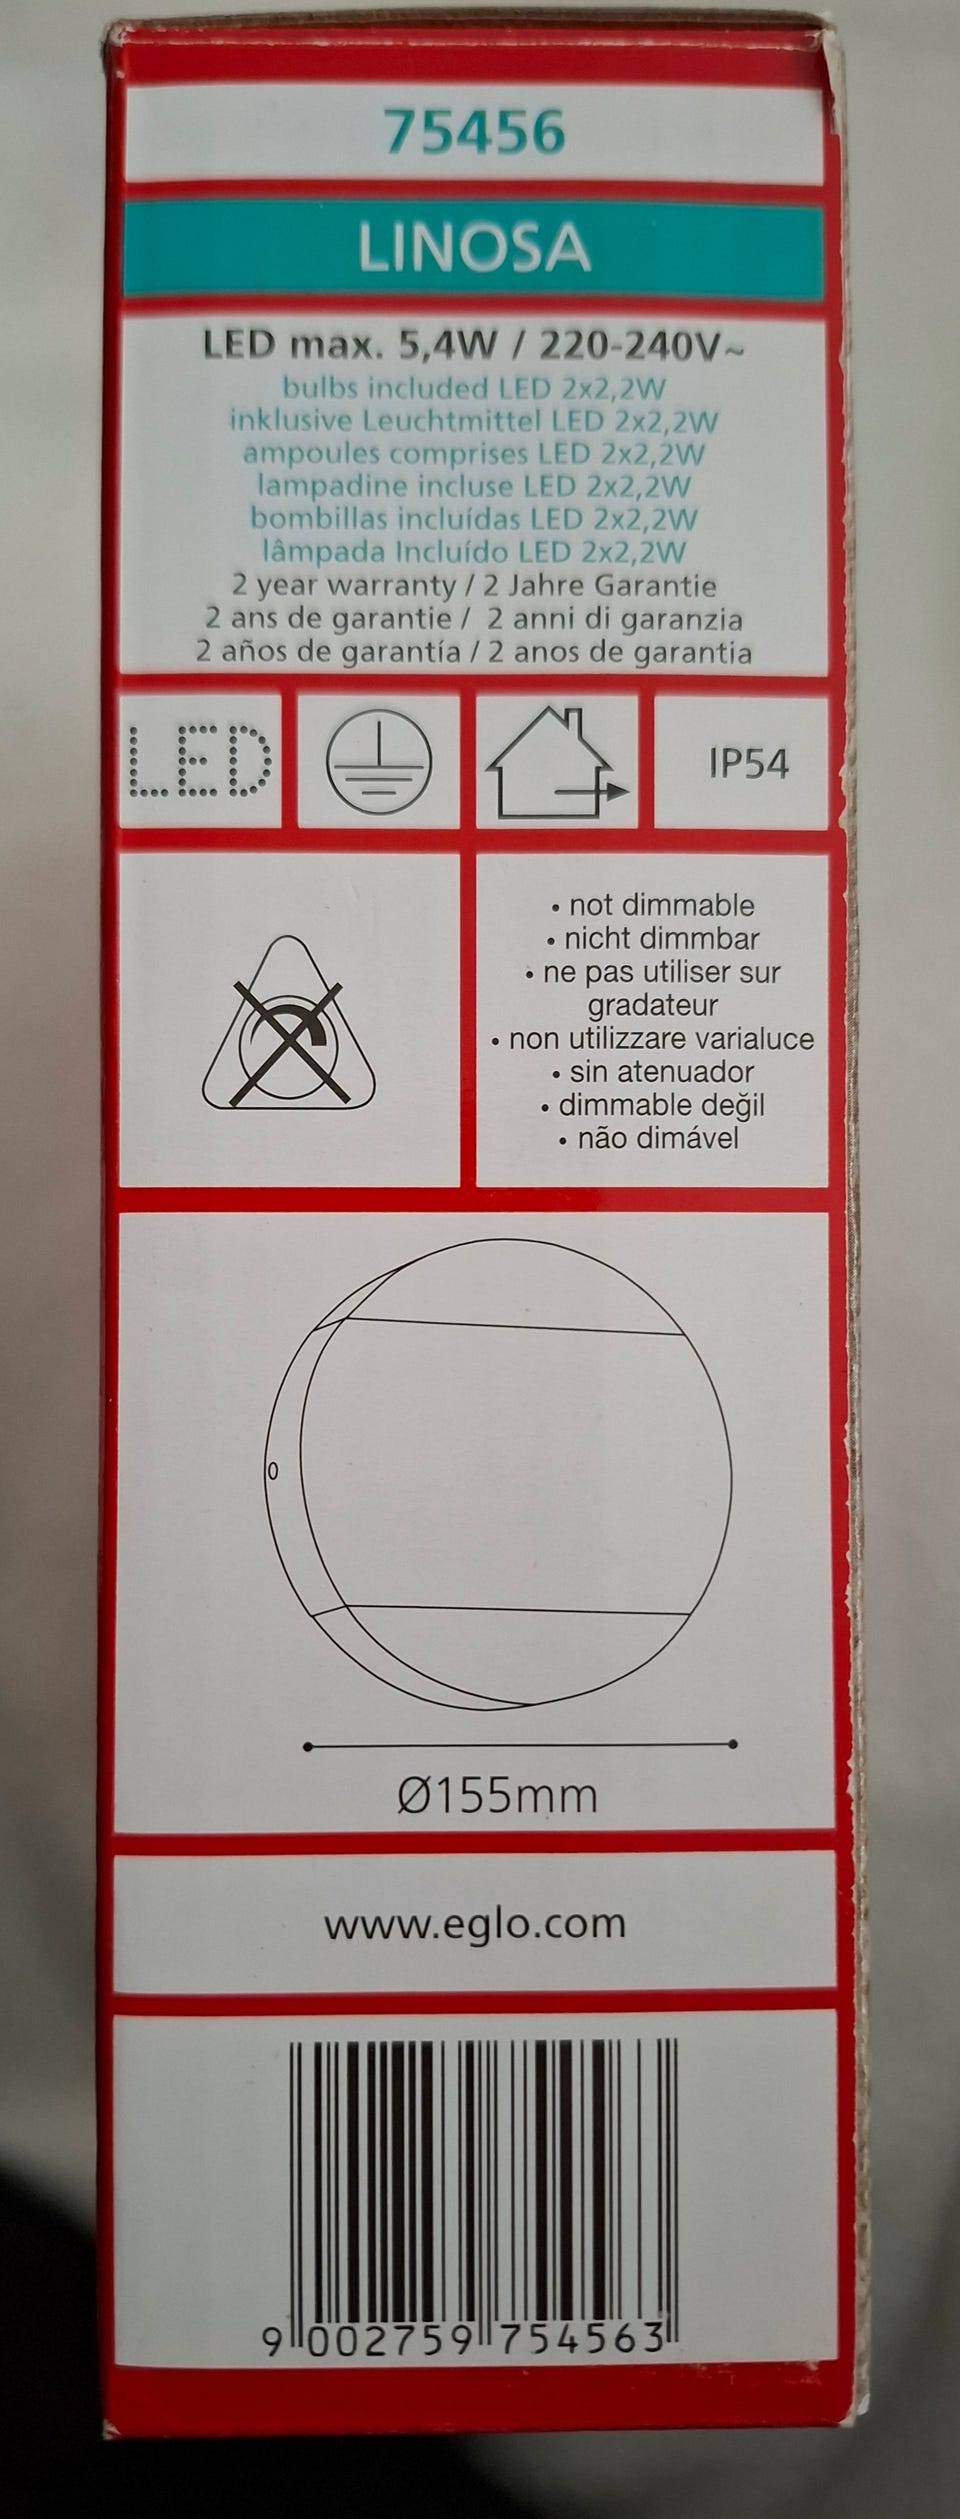 75456
LINOSA
LED max. 5,4W / 220-240V~
bulbs included LED 2x2,2W
inklusive Leuchtmittel LED 2x2,2W
ampoules comprises LED 2x2,2W
lampadine incluse LED 2x2,2W
bombillas incluídas LED 2x2,2W
lâmpada Incluído LED 2x2,2W
2 year warranty / 2 Jahre Garantie
2 ans de garantie / 2 anni di garanzia
2 años de garantía / 2 anos de garantia
LED
IP54
• not dimmable
• nicht dimmbar
• ne pas utiliser sur
gradateur
• non utilizzare varialuce
• sin atenuador
• dimmable değil
• não dimável
Ø155mm
www.eglo.com
9 002759 754563